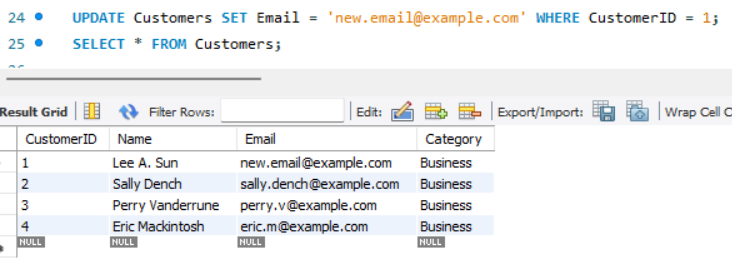 24 UPDATE Customers SET Email = 'new.email@example.com' WHERE CustomerID = 1;
25 SELECT * FROM Customers;
Result Grid Filter Rows: Edit: Export/Import: Wrap Cell C
CustomerID Name Email Category
1 Lee A. Sun new.email@example.com Business
2 Sally Dench sally.dench@example.com Business
3 Perry Vanderrune perry.v@example.com Business
4 Eric Mackintosh eric.m@example.com Business
NULL NULL NULL NULL